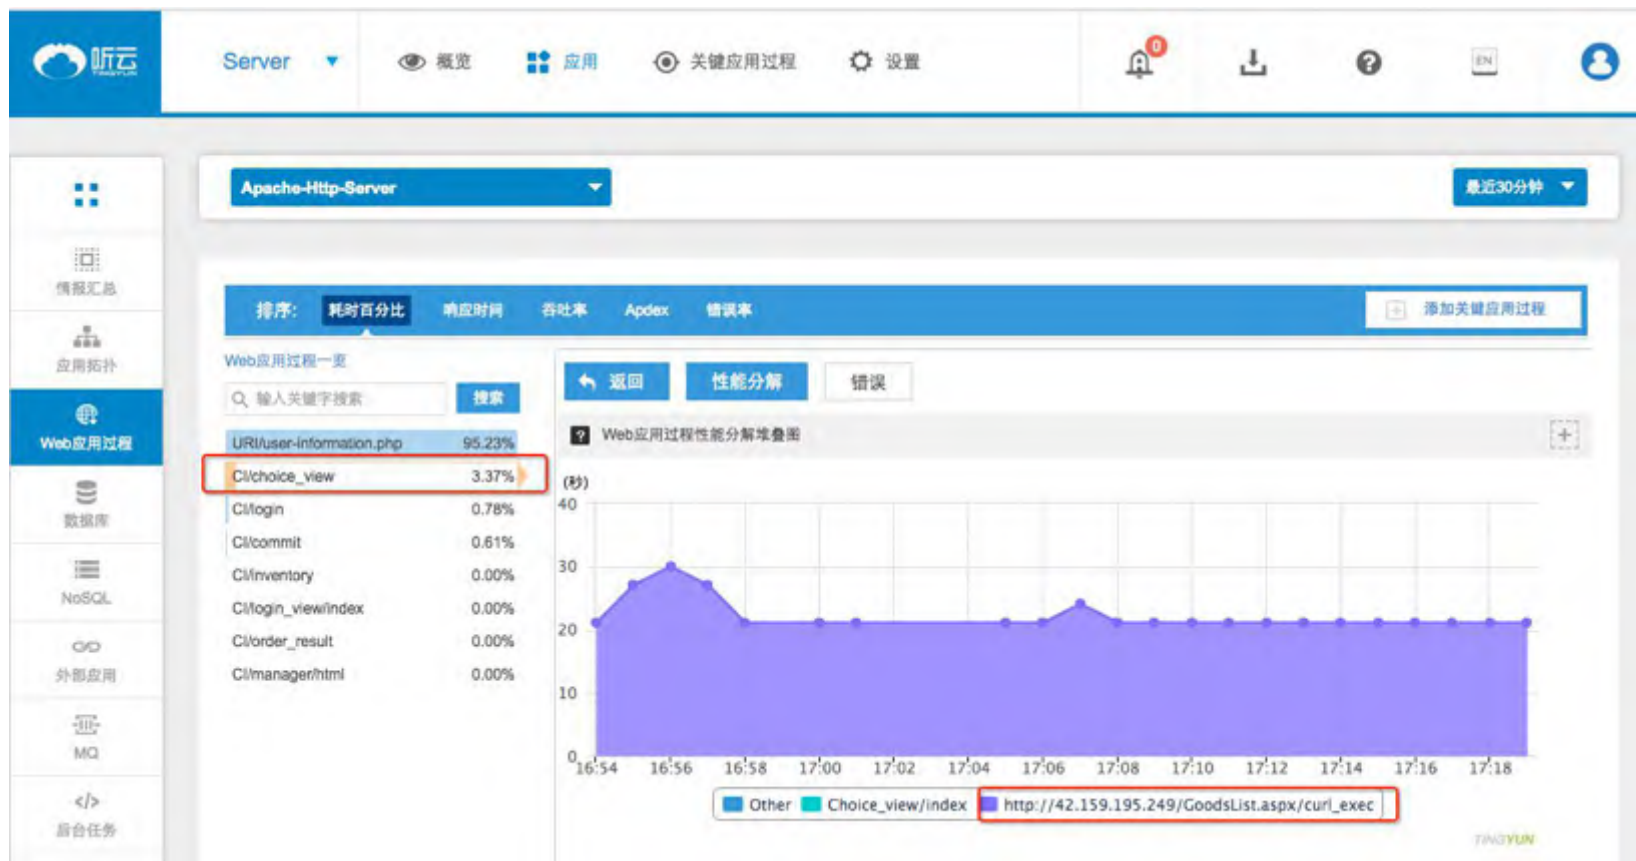 听云
TINGYUN
Server
概览
应用
关键应用过程
设置
0
EN
Apache-Http-Server
最近30分钟
情报汇总
应用拓扑
Web应用过程
数据库
NoSQL
外部应用
MQ
</>
后台任务
排序: 耗时百分比 响应时间 吞吐率 Apdex 错误率
添加关键应用过程
Web应用过程一览
输入关键字搜索
搜索
URI/user-information.php 95.23%
CI/choice_view 3.37%
CI/login 0.78%
CI/commit 0.61%
CI/inventory 0.00%
CI/login_view/index 0.00%
CI/order_result 0.00%
CI/manager/html 0.00%
返回
性能分解
错误
Web应用过程性能分解堆叠图
(秒)
40
30
20
10
0
16:54 16:56 16:58 17:00 17:02 17:04 17:06 17:08 17:10 17:12 17:14 17:16 17:18
Other Choice_view/index http://42.159.195.249/GoodsList.aspx/curl_exec
TINGYUN